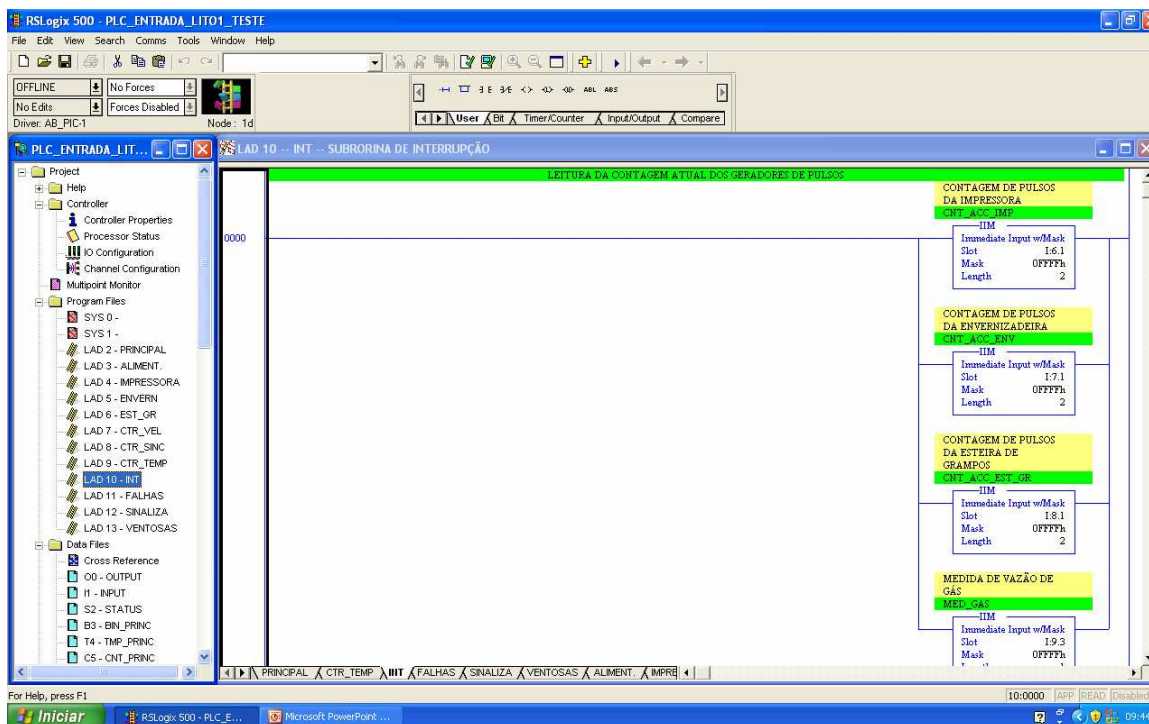 RSLogix 500 - PLC_ENTRADA_LITO1_TESTE
File Edit View Search Comms Tools Window Help
OFFLINE No Forces
No Edits Forces Disabled
Driver: AB_PIC-1 Node: 1d
ABL ABS
User Bit Timer/Counter Input/Output Compare
PLC_ENTRADA_LIT...
LAD 10 -- INT -- SUBRORINA DE INTERRUPÇÃO
Project
Help
Controller
Controller Properties
Processor Status
IO Configuration
Channel Configuration
Multipoint Monitor
Program Files
SYS 0 -
SYS 1 -
LAD 2 - PRINCIPAL
LAD 3 - ALIMENT.
LAD 4 - IMPRESSORA
LAD 5 - ENVERN
LAD 6 - EST_GR
LAD 7 - CTR_VEL
LAD 8 - CTR_SINC
LAD 9 - CTR_TEMP
LAD 10 - INT
LAD 11 - FALHAS
LAD 12 - SINALIZA
LAD 13 - VENTOSAS
Data Files
Cross Reference
O0 - OUTPUT
I1 - INPUT
S2 - STATUS
B3 - BIN_PRINC
T4 - TMP_PRINC
C5 - CNT_PRINC
LEITURA DA CONTAGEM ATUAL DOS GERADORES DE PULSOS
0000
CONTAGEM DE PULSOS
DA IMPRESSORA
CNT_ACC_IMP
IIM
Immediate Input w/Mask
Slot I:6.1
Mask 0FFFFh
Length 2
CONTAGEM DE PULSOS
DA ENVERNIZADEIRA
CNT_ACC_ENV
IIM
Immediate Input w/Mask
Slot I:7.1
Mask 0FFFFh
Length 2
CONTAGEM DE PULSOS
DA ESTEIRA DE
GRAMPOS
CNT_ACC_EST_GR
IIM
Immediate Input w/Mask
Slot I:8.1
Mask 0FFFFh
Length 2
MEDIDA DE VAZÃO DE
GÁS
MED_GAS
IIM
Immediate Input w/Mask
Slot I:9.3
Mask 0FFFFh
PRINCIPAL CTR_TEMP INT FALHAS SINALIZA VENTOSAS ALIMENT. IMPRE
For Help, press F1
10:0000 APP READ Disabled
Iniciar RSLogix 500 - PLC_E... Microsoft PowerPoint ... 09:44